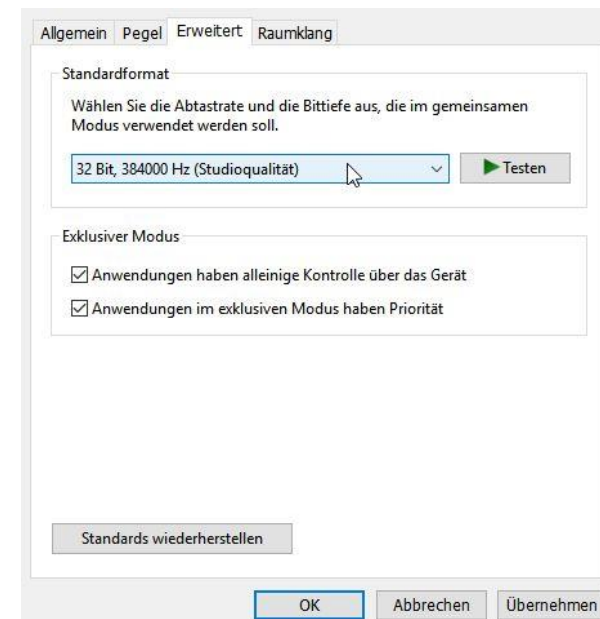 Allgemein Pegel Erweitert Raumklang
Standardformat
Wählen Sie die Abtastrate und die Bittiefe aus, die im gemeinsamen
Modus verwendet werden soll.
32 Bit, 384000 Hz (Studioqualität) Testen
Exklusiver Modus
Anwendungen haben alleinige Kontrolle über das Gerät
Anwendungen im exklusiven Modus haben Priorität
Standards wiederherstellen
OK Abbrechen Übernehmen